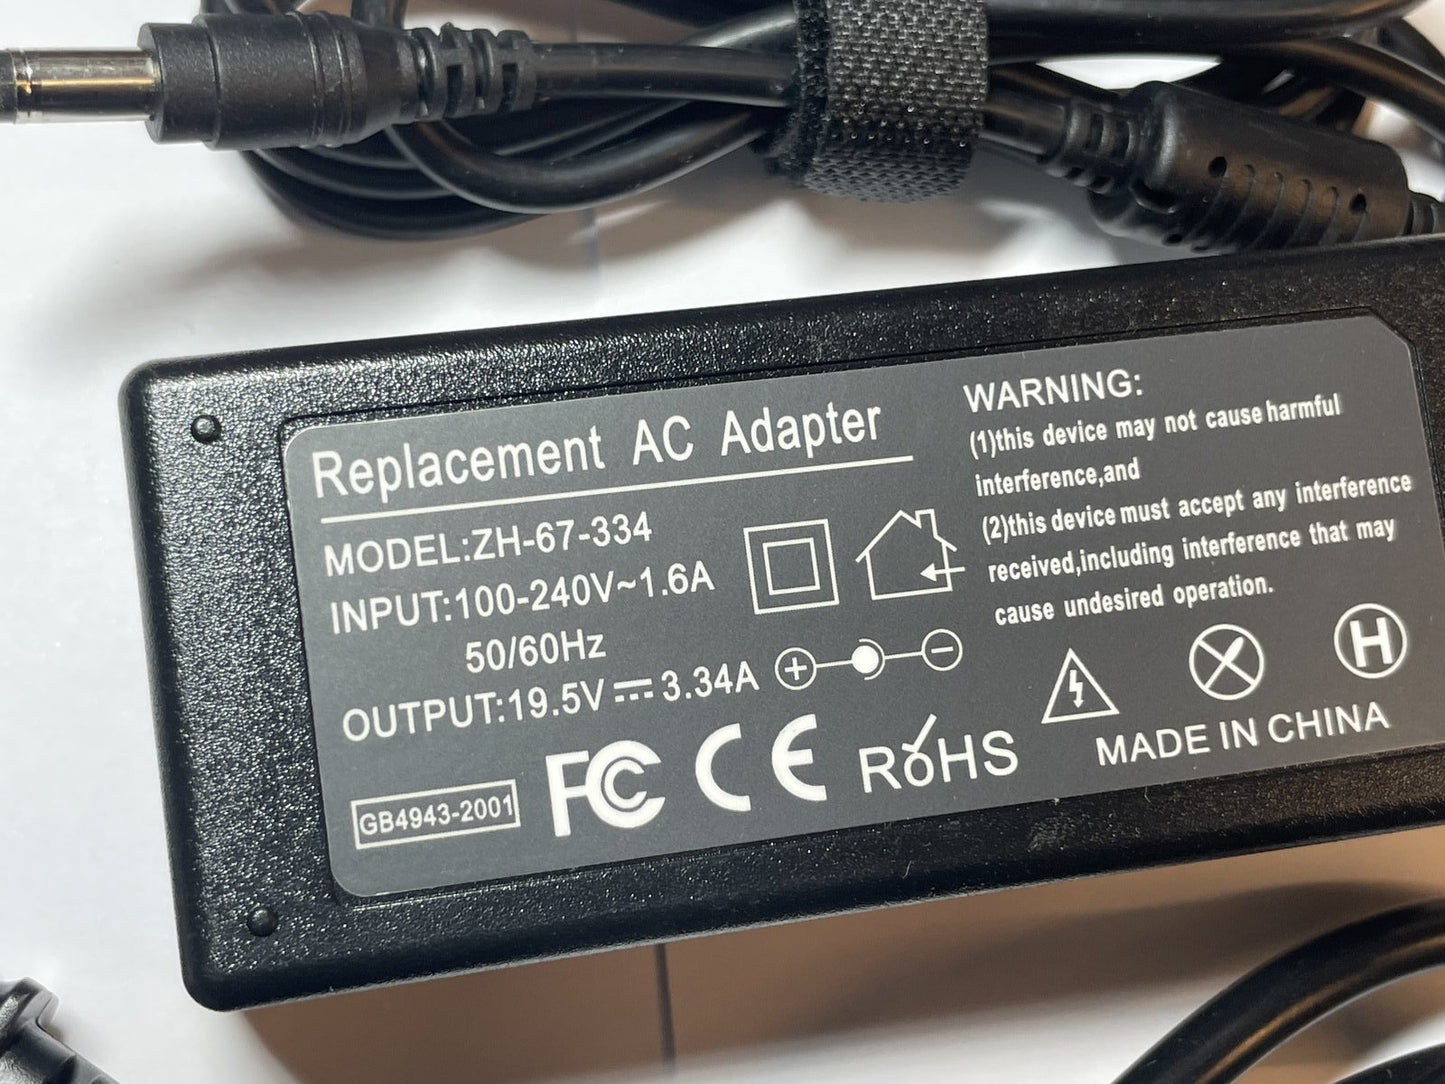 Replacement AC Adapter
MODEL:ZH-67-334
INPUT:100-240V~1.6A
50/60Hz
OUTPUT:19.5V⎓3.34A
GB4943-2001
FC CE RoHS
WARNING:
(1)this device may not cause harmful
interference,and
(2)this device must accept any interference
received,including interference that may
cause undesired operation.
H
MADE IN CHINA